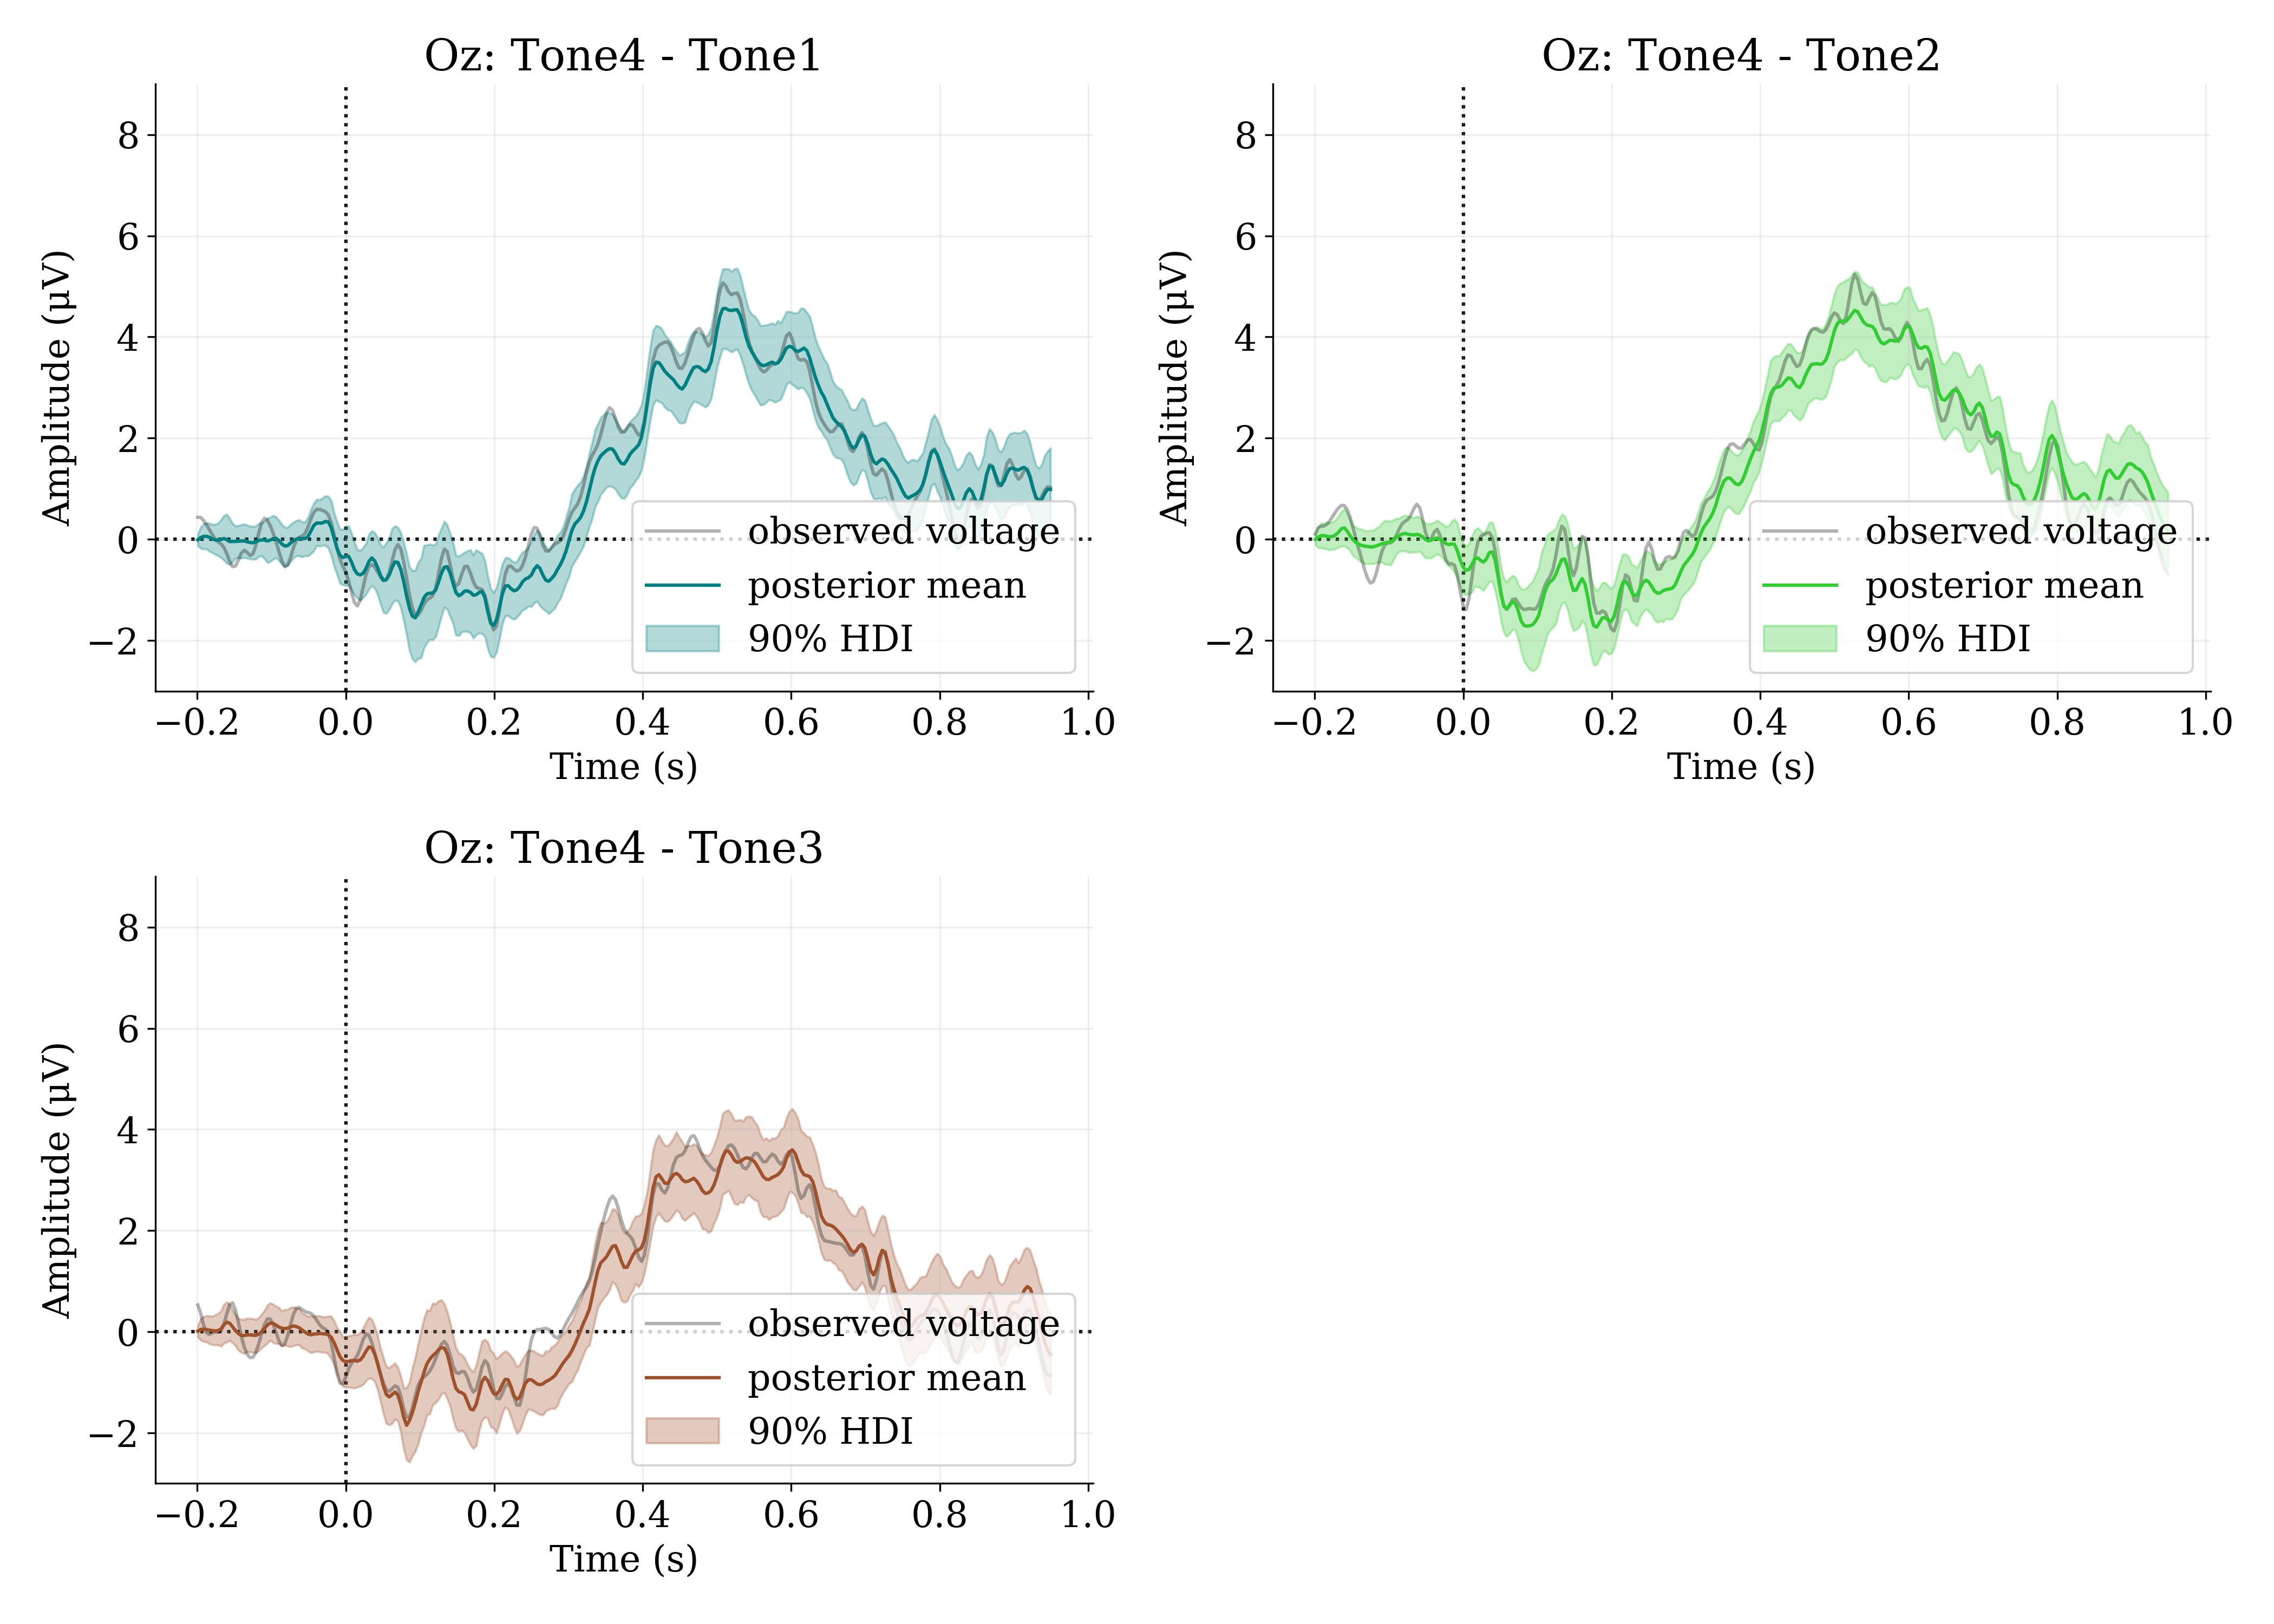 Oz: Tone4 - Tone1
Amplitude (µV)
8
6
4
2
0
−2
observed voltage
posterior mean
90% HDI
−0.2 0.0 0.2 0.4 0.6 0.8 1.0
Time (s)
Oz: Tone4 - Tone2
Amplitude (µV)
8
6
4
2
0
−2
observed voltage
posterior mean
90% HDI
−0.2 0.0 0.2 0.4 0.6 0.8 1.0
Time (s)
Oz: Tone4 - Tone3
Amplitude (µV)
8
6
4
2
0
−2
observed voltage
posterior mean
90% HDI
−0.2 0.0 0.2 0.4 0.6 0.8 1.0
Time (s)